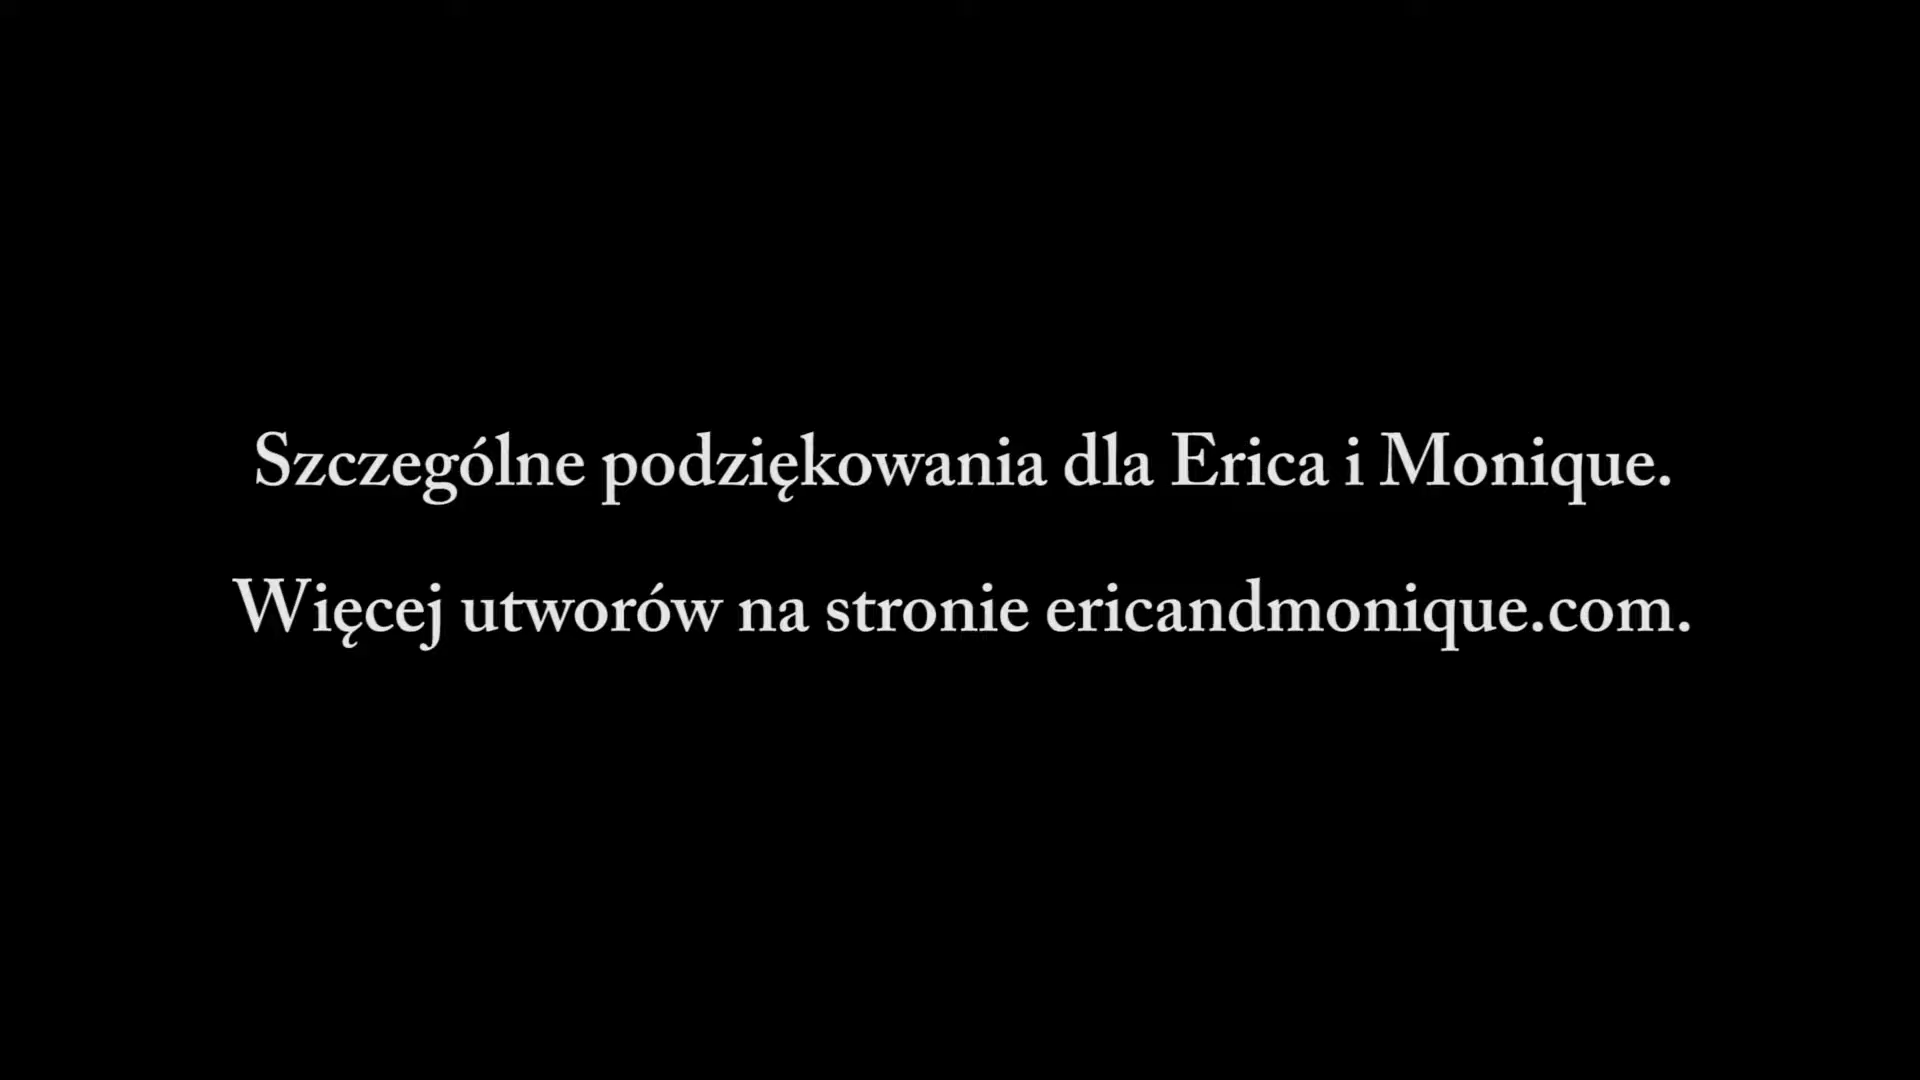 Szczególne podziękowania dla Erica i Monique.
Więcej utworów na stronie ericandmonique.com.